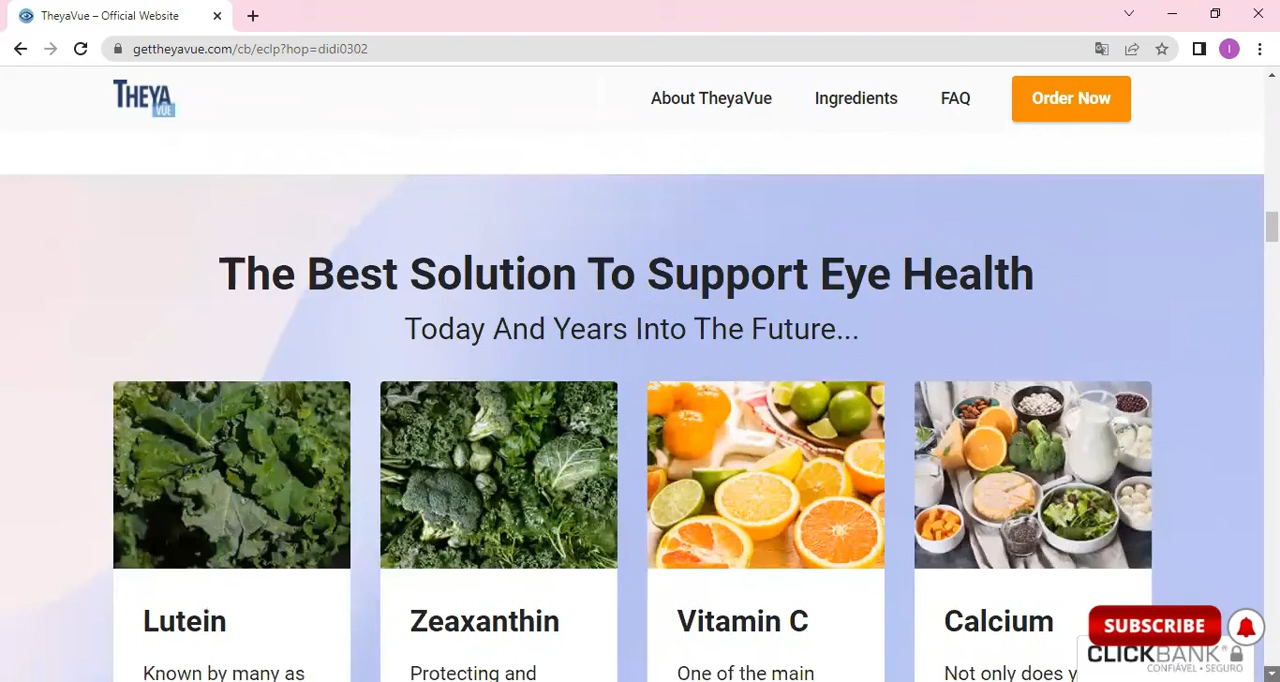 TheyaVue – Official Website
gettheyavue.com/cb/eclp?hop=didi0302
I
THEYA
VUE
About TheyaVue
Ingredients
FAQ
Order Now
The Best Solution To Support Eye Health
Today And Years Into The Future...
Lutein
Zeaxanthin
Vitamin C
Calcium
Known by many as
Protecting and
One of the main
Not only does y
SUBSCRIBE
CLICKBANK®
CONFIÁVEL • SEGURO